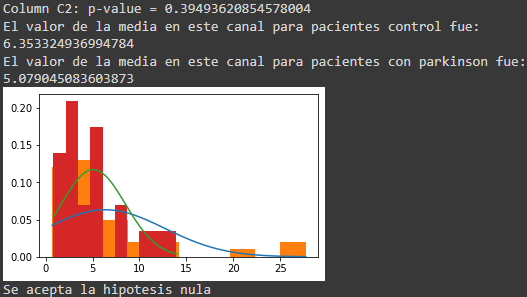 Column C2: p-value = 0.39493620854578004
El valor de la media en este canal para pacientes control fue:
6.353324936994784
El valor de la media en este canal para pacientes con parkinson fue:
5.079045083603873
0.20
0.15
0.10
0.05
0.00
0 5 10 15 20 25
Se acepta la hipotesis nula